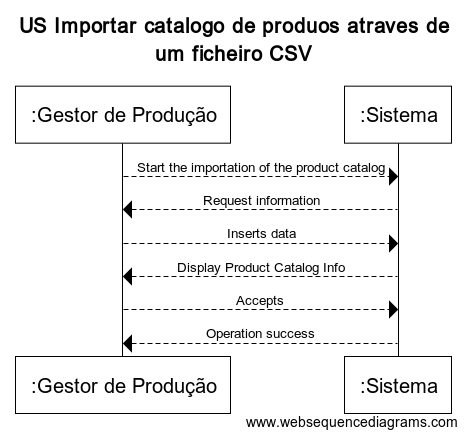 US Importar catalogo de produos atraves de
um ficheiro CSV
:Gestor de Produção
:Sistema
Start the importation of the product catalog
Request information
Inserts data
Display Product Catalog Info
Accepts
Operation success
:Gestor de Produção
:Sistema
www.websequencediagrams.com